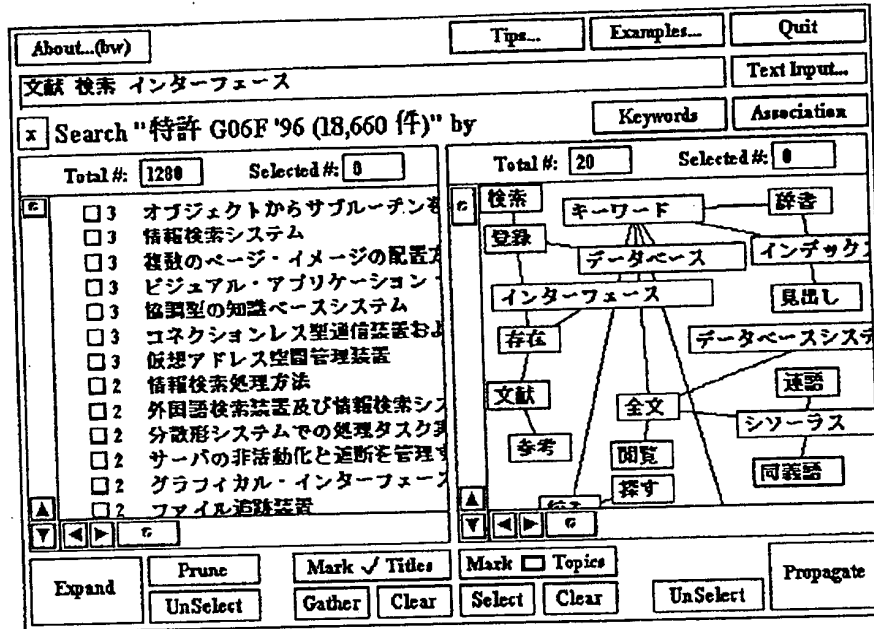 About...(bw) Tips... Examples... Quit
文献 検索 インターフェース Text Input...
x Search "特許 G06F '96 (18,660 件)" by Keywords Association
Total #: 1280 Selected #: 0
3 オブジェクトからサブルーチンを
3 情報検索システム
3 複数のページ・イメージの配置方
3 ビジュアル・アプリケーション・
3 協調型の知識ベースシステム
3 コネクションレス型通信装置およ
3 仮想アドレス空間管理装置
2 情報検索処理方法
2 外国語検索装置及び情報検索シス
2 分散形システムでの処理タスク実
2 サーバの非活動化と遮断を管理す
2 グラフィカル・インターフェース
2 ファイル追跡装置
Total #: 20 Selected #: 0
検索
キーワード
辞書
登録
データベース
インデックス
インターフェース
見出し
存在
データベースシステ
文献
全文
連語
シソーラス
参考
閲覧
同義語
探す
Expand Prune Mark ✓ Titles Mark □ Topics Propagate
UnSelect Gather Clear Select Clear UnSelect